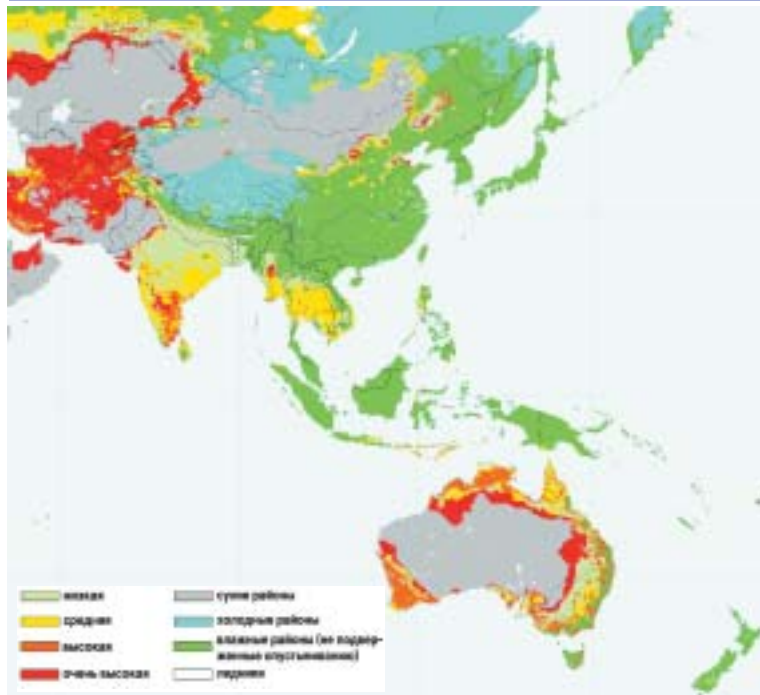 низкая
средняя
высокая
очень высокая
сухие районы
холодные районы
влажные районы (не подвер-
женные опустыниванию)
ледники